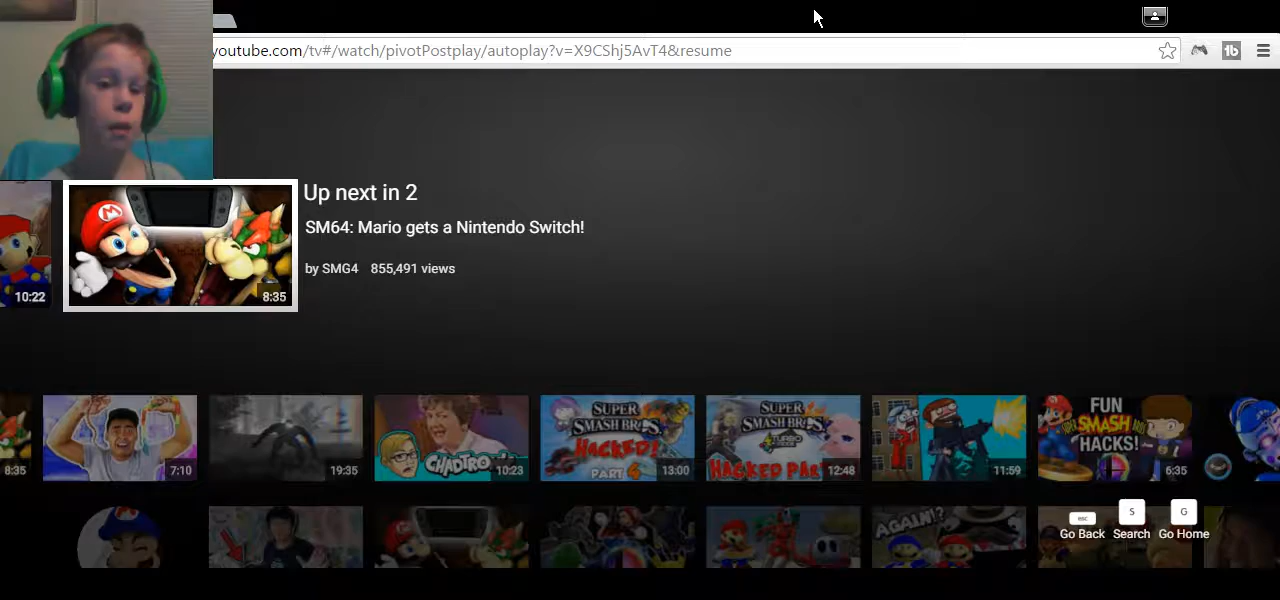 youtube.com/tv#/watch/pivotPostplay/autoplay?v=X9CShj5AvT4&resume
Up next in 2
SM64: Mario gets a Nintendo Switch!
by SMG4 855,491 views
10:22
8:35
8:35
7:10
19:35
CHADTRO
10:23
SUPER
SMASH BROS.
HACKED!
PART 4
13:00
SUPER
SMASH BROS.
TURBO
HACKED PAR
12:48
11:59
FUN
SMASH
HACKS!
6:35
AGAIN!?
esc
S
G
Go Back
Search
Go Home